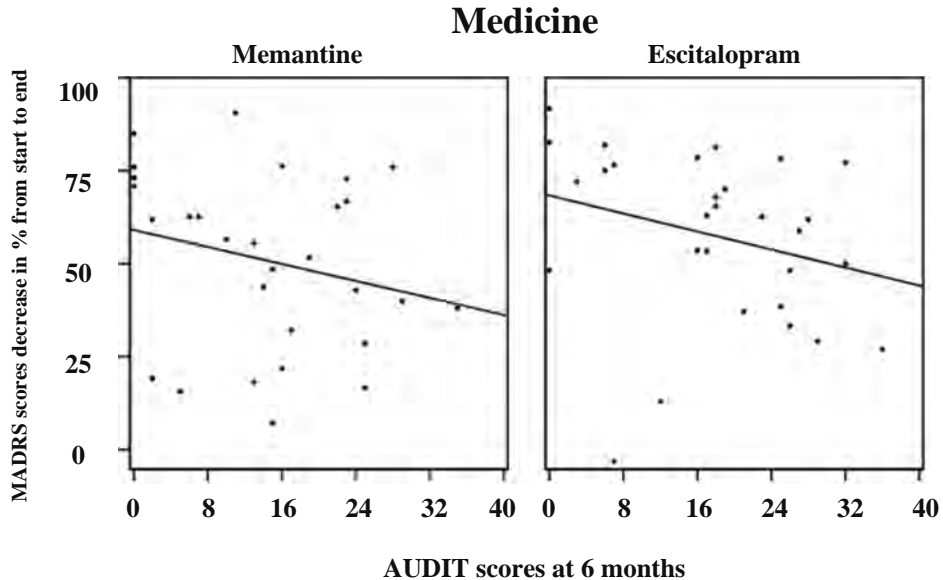 Medicine
Memantine
Escitalopram
MADRS scores decrease in % from start to end
100
75
50
25
0
0 8 16 24 32 40
0 8 16 24 32 40
AUDIT scores at 6 months